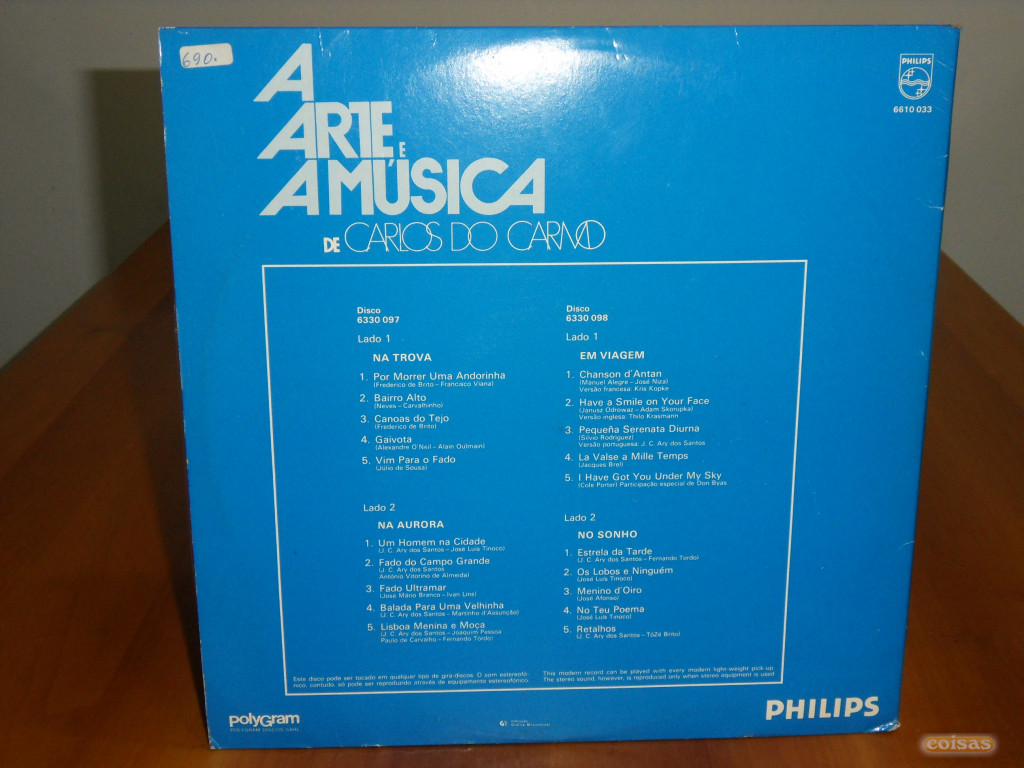 690.
A
ARTE E
A MÚSICA
DE CARLOS DO CARMO
PHILIPS
6610 033
Disco
6330 097
Lado 1
NA TROVA
1. Por Morrer Uma Andorinha
(Frederico de Brito – Francisco Viana)
2. Bairro Alto
(Neves – Carvalhinho)
3. Canoas do Tejo
(Frederico de Brito)
4. Gaivota
(Alexandre O'Neil – Alain Oulmain)
5. Vim Para o Fado
(Júlio de Sousa)
Lado 2
NA AURORA
1. Um Homem na Cidade
(J. C. Ary dos Santos – José Luis Tinoco)
2. Fado do Campo Grande
(J. C. Ary dos Santos
António Vitorino de Almeida)
3. Fado Ultramar
(José Mário Branco – Ivan Lins)
4. Balada Para Uma Velhinha
(J. C. Ary dos Santos – Martinho d'Assunção)
5. Lisboa Menina e Moça
(J. C. Ary dos Santos – Joaquim Pessoa
Paulo de Carvalho – Fernando Tordo)
Disco
6330 098
Lado 1
EM VIAGEM
1. Chanson d'Antan
(Manuel Alegre – José Niza)
Versão francesa: Kris Kopke
2. Have a Smile on Your Face
(Janusz Odrowaz – Adam Skorupka)
Versão inglesa: Thilo Krasmann
3. Pequeña Serenata Diurna
(Silvio Rodriguez)
Versão portuguesa: J. C. Ary dos Santos
4. La Valse a Mille Temps
(Jacques Brel)
5. I Have Got You Under My Sky
(Cole Porter) Participação especial de Don Byas
Lado 2
NO SONHO
1. Estrela da Tarde
(J. C. Ary dos Santos – Fernando Tordo)
2. Os Lobos e Ninguém
(José Luis Tinoco)
3. Menino d'Oiro
(José Afonso)
4. No Teu Poema
(José Luis Tinoco)
5. Retalhos
(J. C. Ary dos Santos – Tózé Brito)
Este disco pode ser tocado em qualquer tipo de gira-discos. O som estereofó-
nico, contudo, só pode ser reproduzido através de equipamento estereofónico.
This modern record can be played with every modern light-weight pick-up.
The stereo sound, however, is reproduced only when stereo equipment is used
polyGram
POLYGRAM DISCOS SARL
PHILIPS
coisas